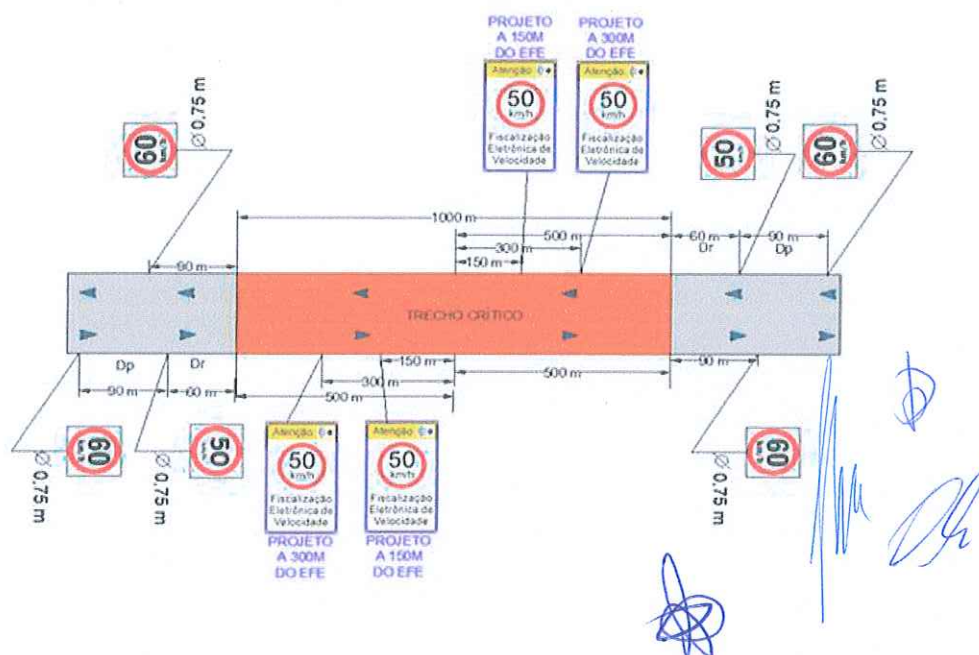 PROJETO
A 150M
DO EFE
PROJETO
A 300M
DO EFE
Atenção
50
km/h
Fiscalização
Eletrônica de
Velocidade
Atenção
50
km/h
Fiscalização
Eletrônica de
Velocidade
60
km/h
Ø 0,75 m
50
km/h
Ø 0,75 m
60
km/h
Ø 0,75 m
1000 m
500 m
300 m
150 m
60 m
Dr
90 m
Dp
90 m
TRECHO CRÍTICO
Dp
90 m
Dr
60 m
150 m
300 m
500 m
500 m
90 m
60
km/h
Ø 0,75 m
50
km/h
Ø 0,75 m
Atenção
50
km/h
Fiscalização
Eletrônica de
Velocidade
PROJETO
A 300M
DO EFE
Atenção
50
km/h
Fiscalização
Eletrônica de
Velocidade
PROJETO
A 150M
DO EFE
60
km/h
Ø 0,75 m